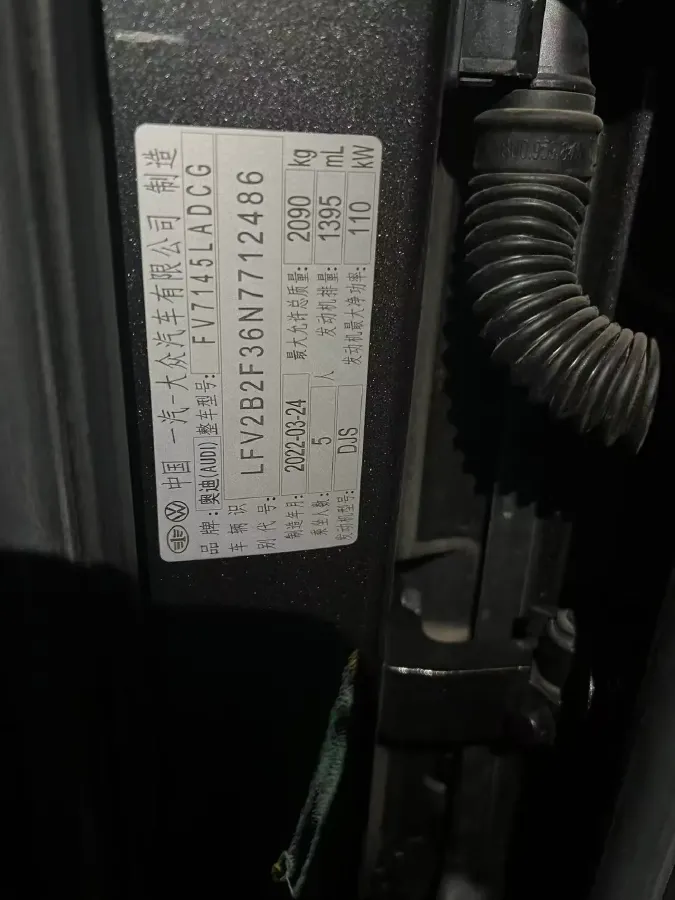 中国 一汽-大众汽车有限公司 制造
品牌: 奥迪(AUDI) 整车型号: FV7145LADCG
车辆识别代号: LFV2B2F36N7712486
制造年月: 2022-03-24 最大允许总质量: 2090 kg
乘坐人数: 5 人 发动机排量: 1395 mL
发动机型号: DJS 发动机最大净功率: 110 kW